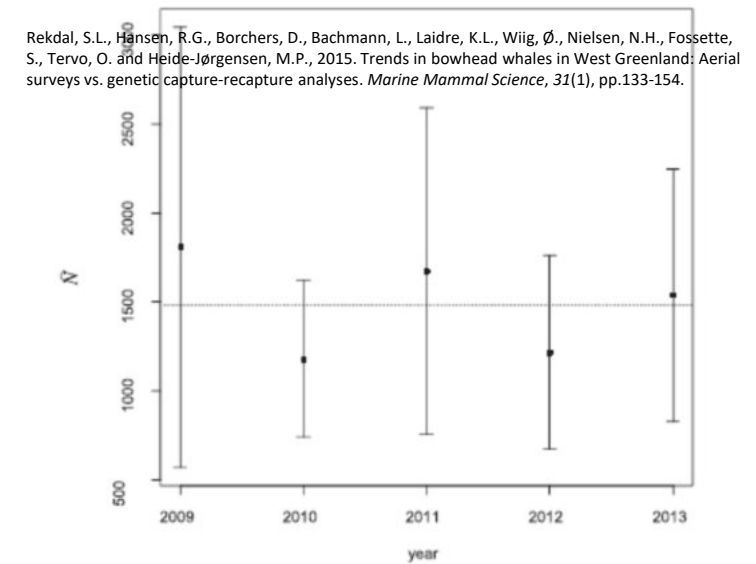 Rekdal, S.L., Hansen, R.G., Borchers, D., Bachmann, L., Laidre, K.L., Wiig, Ø., Nielsen, N.H., Fossette,
S., Tervo, O. and Heide-Jørgensen, M.P., 2015. Trends in bowhead whales in West Greenland: Aerial
surveys vs. genetic capture-recapture analyses. Marine Mammal Science, 31(1), pp.133-154.
3000
2500
2000
1500
1000
500
N̂
2009 2010 2011 2012 2013
year